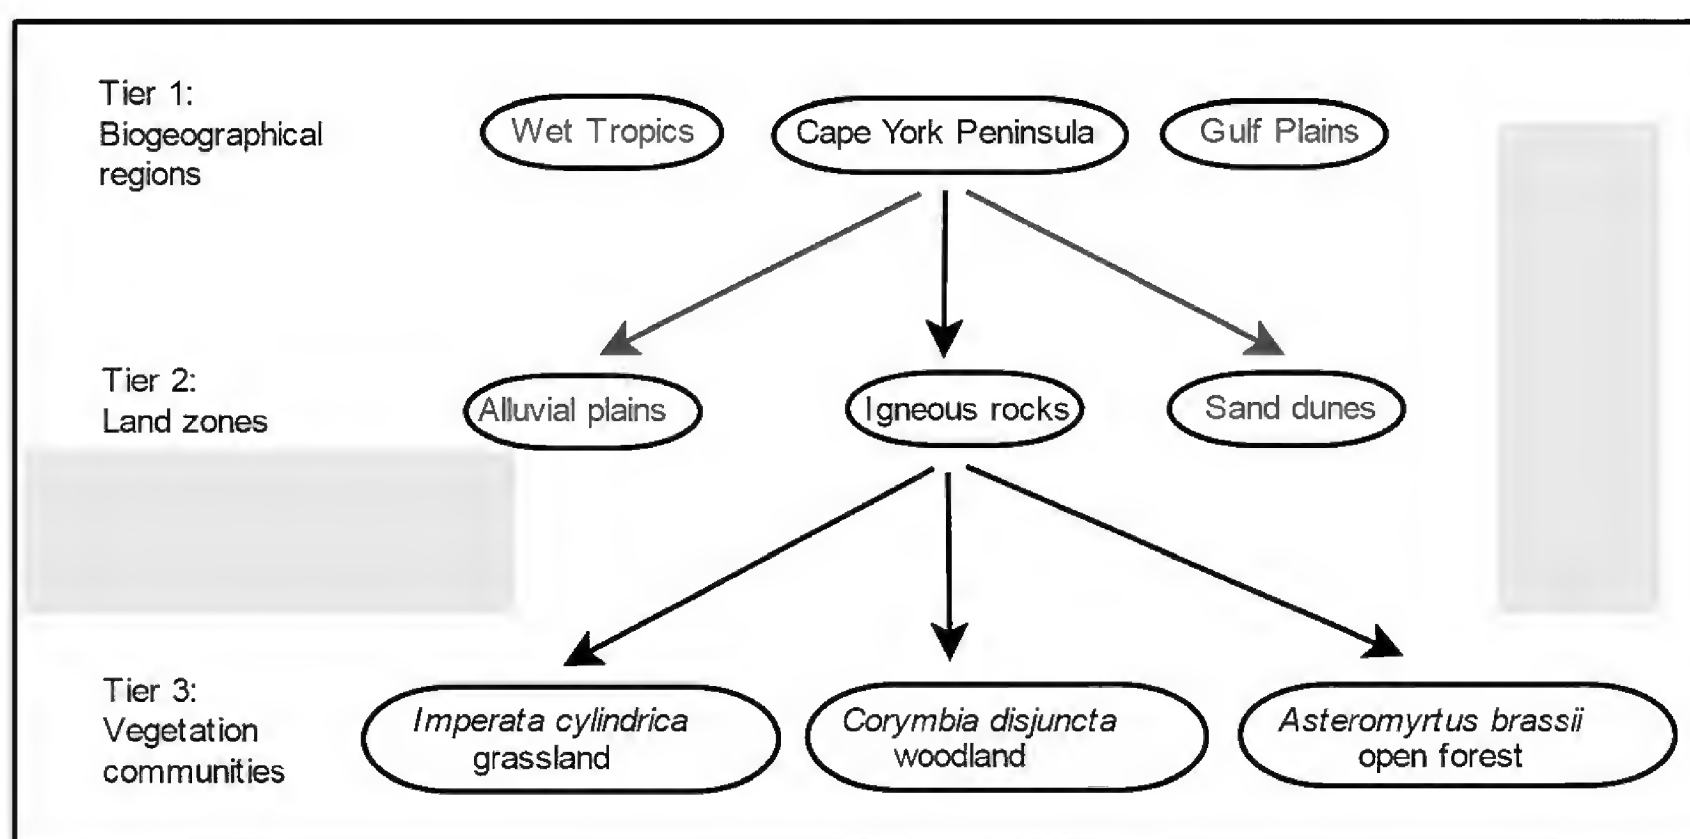 Tier 1:
Biogeographical
regions
Wet Tropics
Cape York Peninsula
Gulf Plains
Tier 2:
Land zones
Alluvial plains
Igneous rocks
Sand dunes
Tier 3:
Vegetation
communities
Imperata cylindrica
grassland
Corymbia disjuncta
woodland
Asteromyrtus brassii
open forest